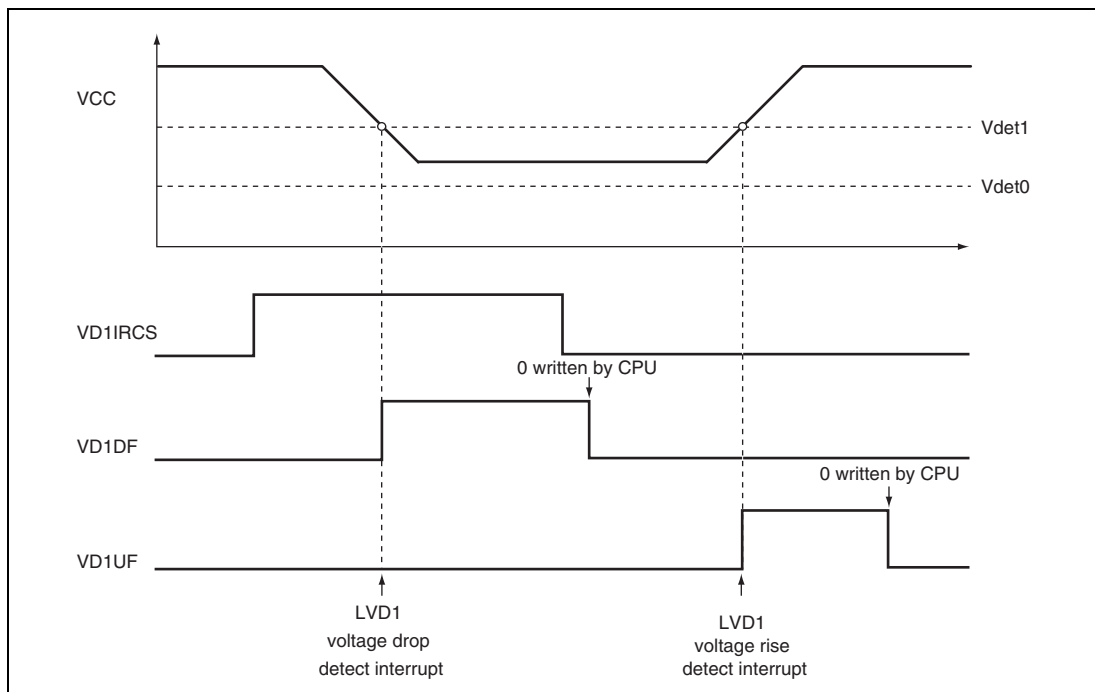 VCC
Vdet1
Vdet0
VD1IRCS
0 written by CPU
VD1DF
0 written by CPU
VD1UF
LVD1
voltage drop
detect interrupt
LVD1
voltage rise
detect interrupt